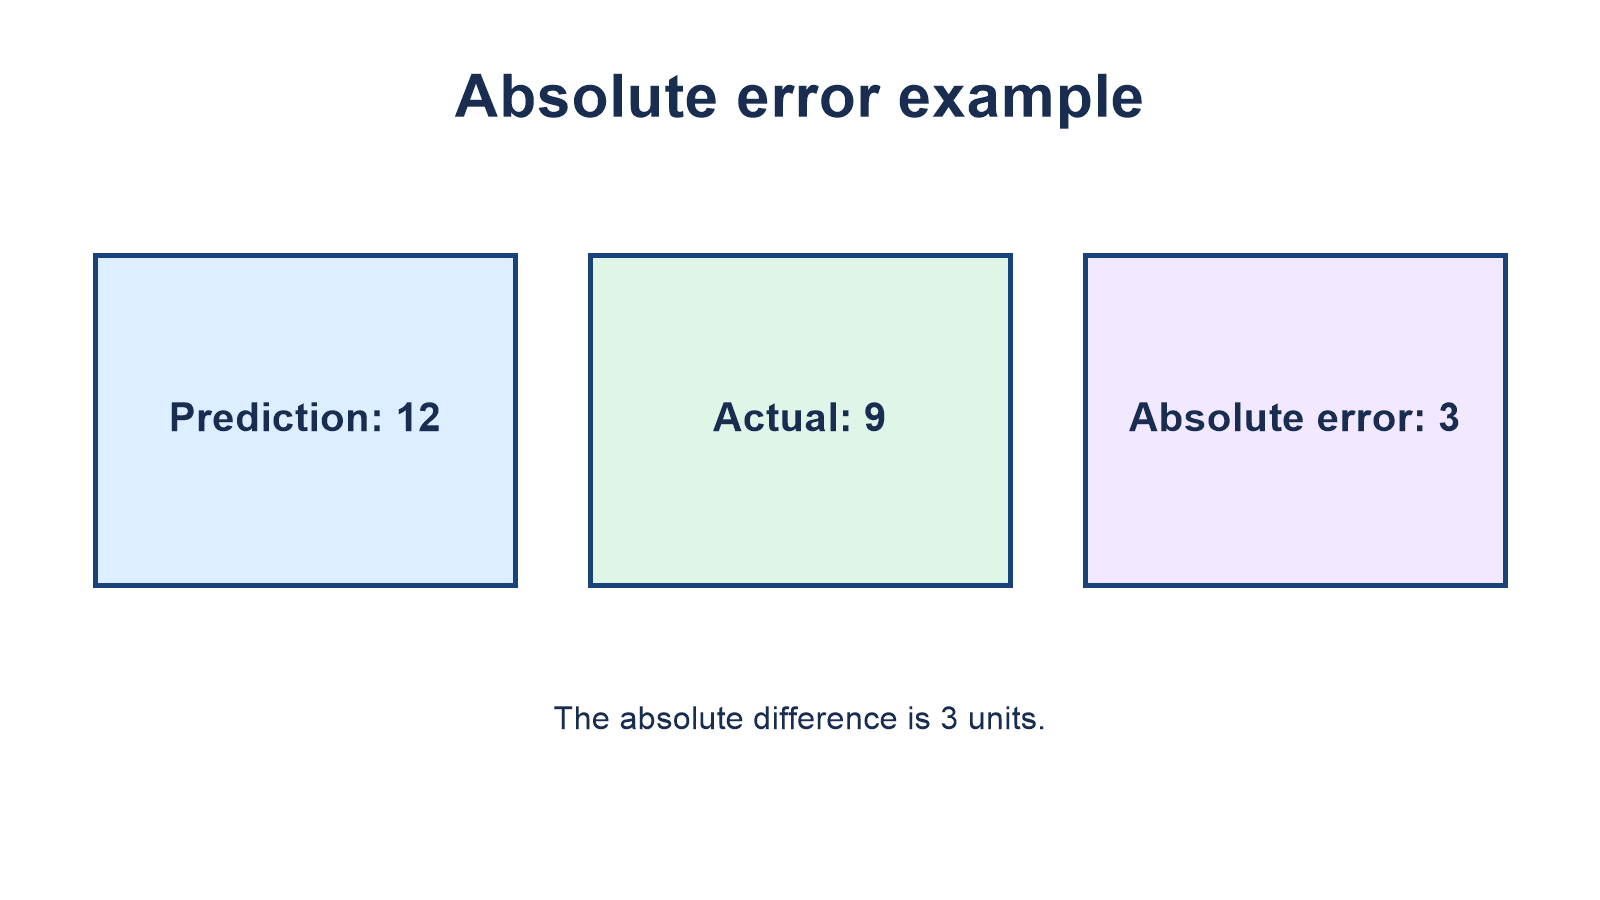 Absolute error example
Prediction: 12
Actual: 9
Absolute error: 3
The absolute difference is 3 units.